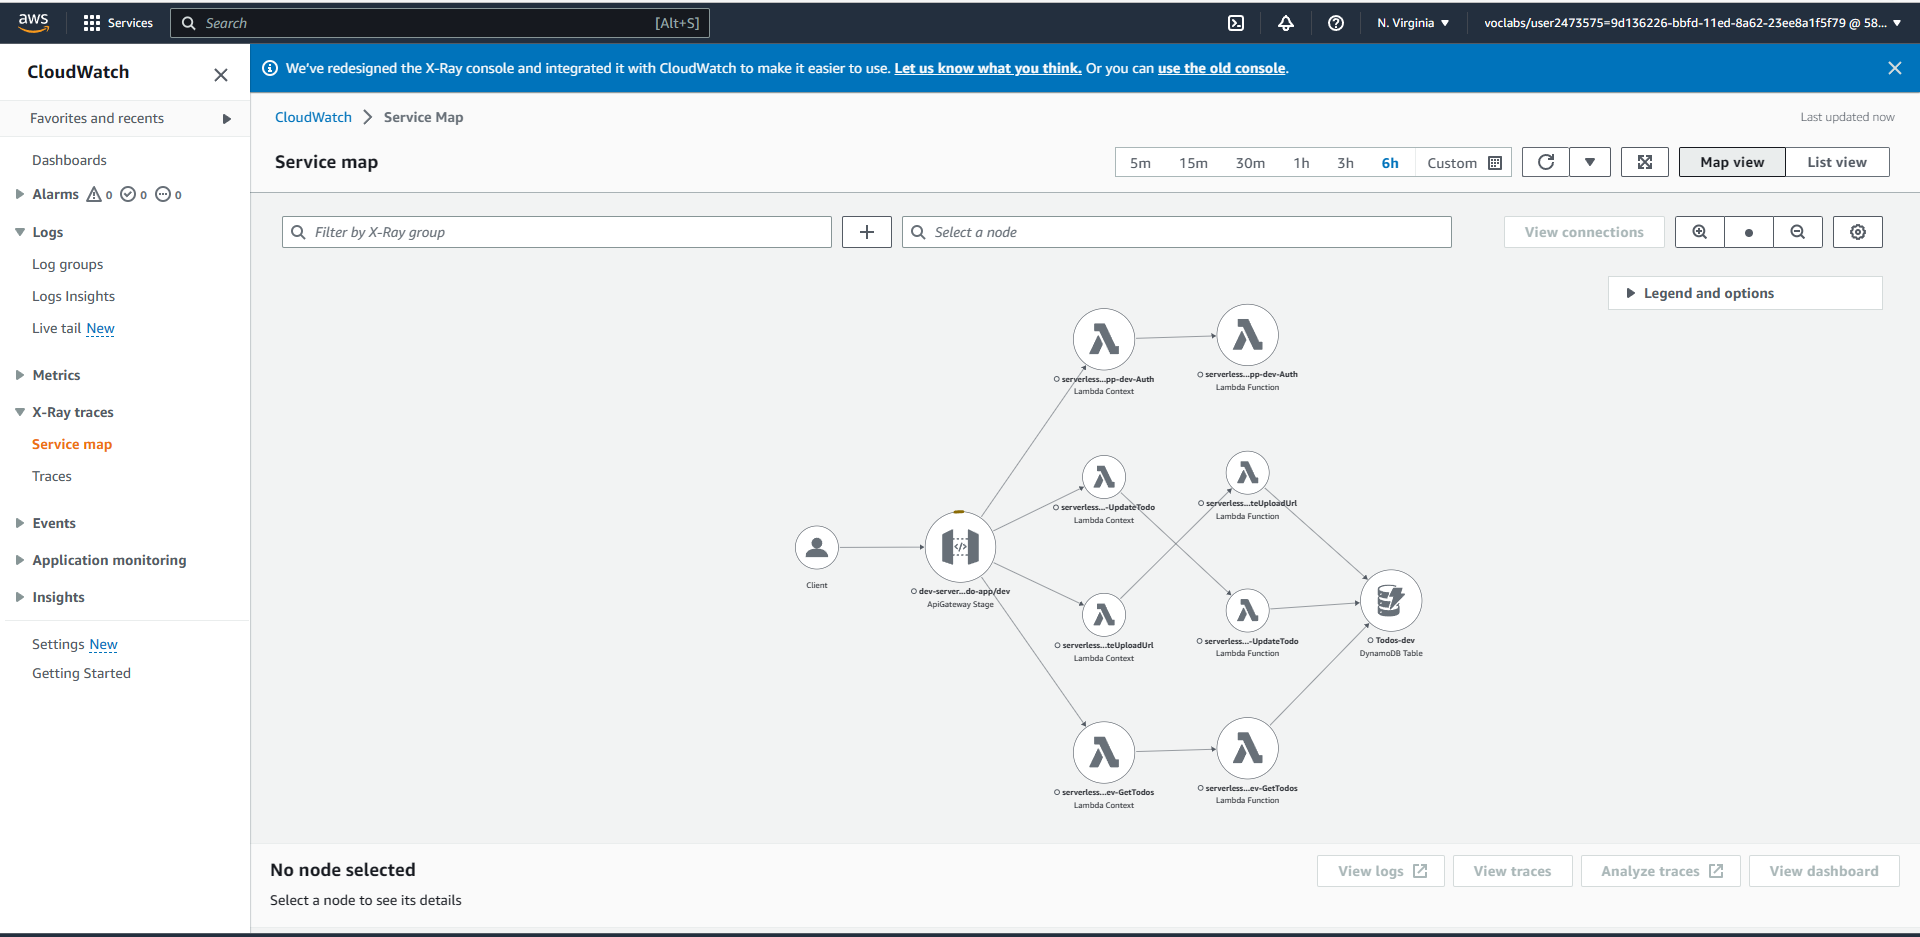 aws
Services
Search
[Alt+S]
N. Virginia
voclabs/user2473575=9d136226-bbfd-11ed-8a62-23ee8a1f5f79 @ 58...
CloudWatch
We've redesigned the X-Ray console and integrated it with CloudWatch to make it easier to use. Let us know what you think. Or you can use the old console.
Favorites and recents
Dashboards
Alarms 0 0 0
Logs
Log groups
Logs Insights
Live tail New
Metrics
X-Ray traces
Service map
Traces
Events
Application monitoring
Insights
Settings New
Getting Started
CloudWatch > Service Map
Last updated now
Service map
5m 15m 30m 1h 3h 6h Custom
Map view
List view
Filter by X-Ray group
Select a node
View connections
Legend and options
serverless...pp-dev-Auth
Lambda Context
serverless...pp-dev-Auth
Lambda Function
serverless...-UpdateTodo
Lambda Context
serverless...teUploadUrl
Lambda Function
Client
dev-server...do-app/dev
ApiGateway Stage
serverless...teUploadUrl
Lambda Context
serverless...-UpdateTodo
Lambda Function
Todos-dev
DynamoDB Table
serverless...ev-GetTodos
Lambda Context
serverless...ev-GetTodos
Lambda Function
No node selected
Select a node to see its details
View logs
View traces
Analyze traces
View dashboard